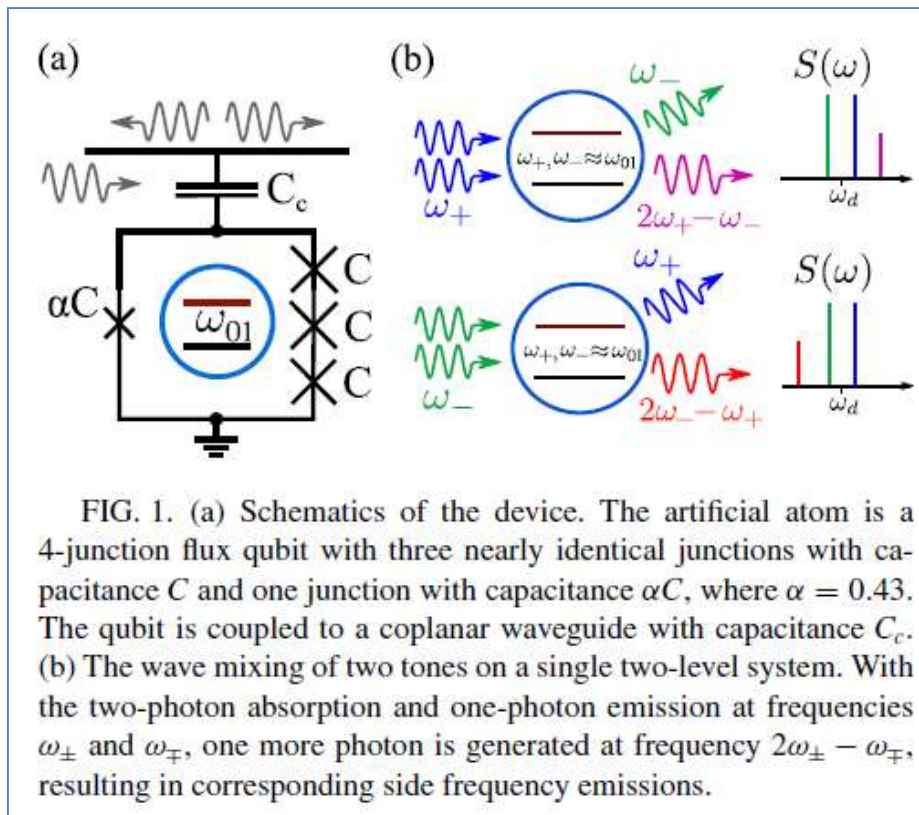 (a)
C_c
αC
ω₀₁
C
C
C
(b)
ω₊
ω₊,ω₋≈ω₀₁
ω₋
2ω₊−ω₋
S(ω)
ω_d
ω₋
ω₊,ω₋≈ω₀₁
ω₊
2ω₋−ω₊
S(ω)
ω_d
FIG. 1. (a) Schematics of the device. The artificial atom is a
4-junction flux qubit with three nearly identical junctions with ca-
pacitance C and one junction with capacitance αC, where α = 0.43.
The qubit is coupled to a coplanar waveguide with capacitance C_c.
(b) The wave mixing of two tones on a single two-level system. With
the two-photon absorption and one-photon emission at frequencies
ω± and ω∓, one more photon is generated at frequency 2ω± − ω∓,
resulting in corresponding side frequency emissions.